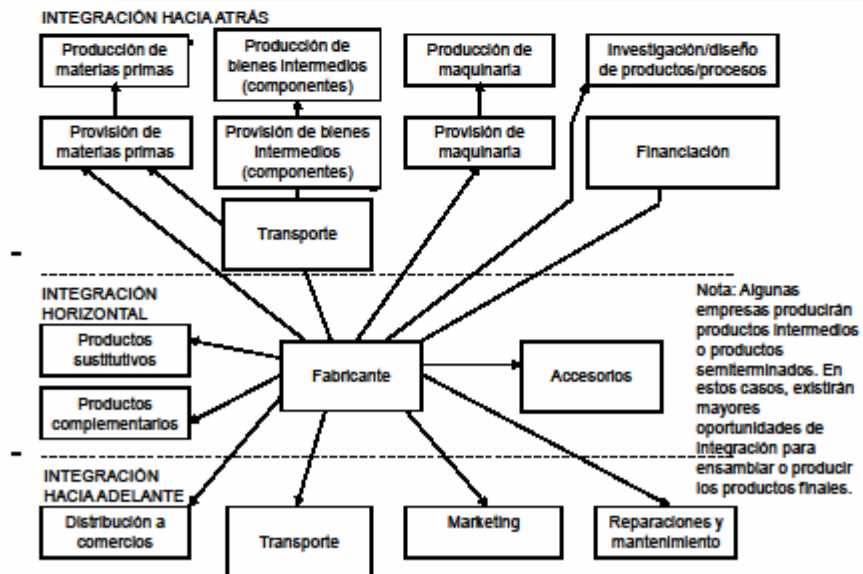 INTEGRACIÓN HACIA ATRÁS
Producción de
materias primas
Producción de
bienes intermedios
(componentes)
Producción de
maquinaria
Investigación/diseño
de productos/procesos
Provisión de
materias primas
Provisión de bienes
intermedios
(componentes)
Provisión de
maquinaria
Financiación
Transporte
INTEGRACIÓN
HORIZONTAL
Productos
sustitutivos
Fabricante
Accesorios
Productos
complementarios
Nota: Algunas
empresas producirán
productos intermedios
o productos
semiterminados. En
estos casos, existirán
mayores
oportunidades de
integración para
ensamblar o producir
los productos finales.
INTEGRACIÓN
HACIA ADELANTE
Distribución a
comercios
Transporte
Marketing
Reparaciones y
mantenimiento